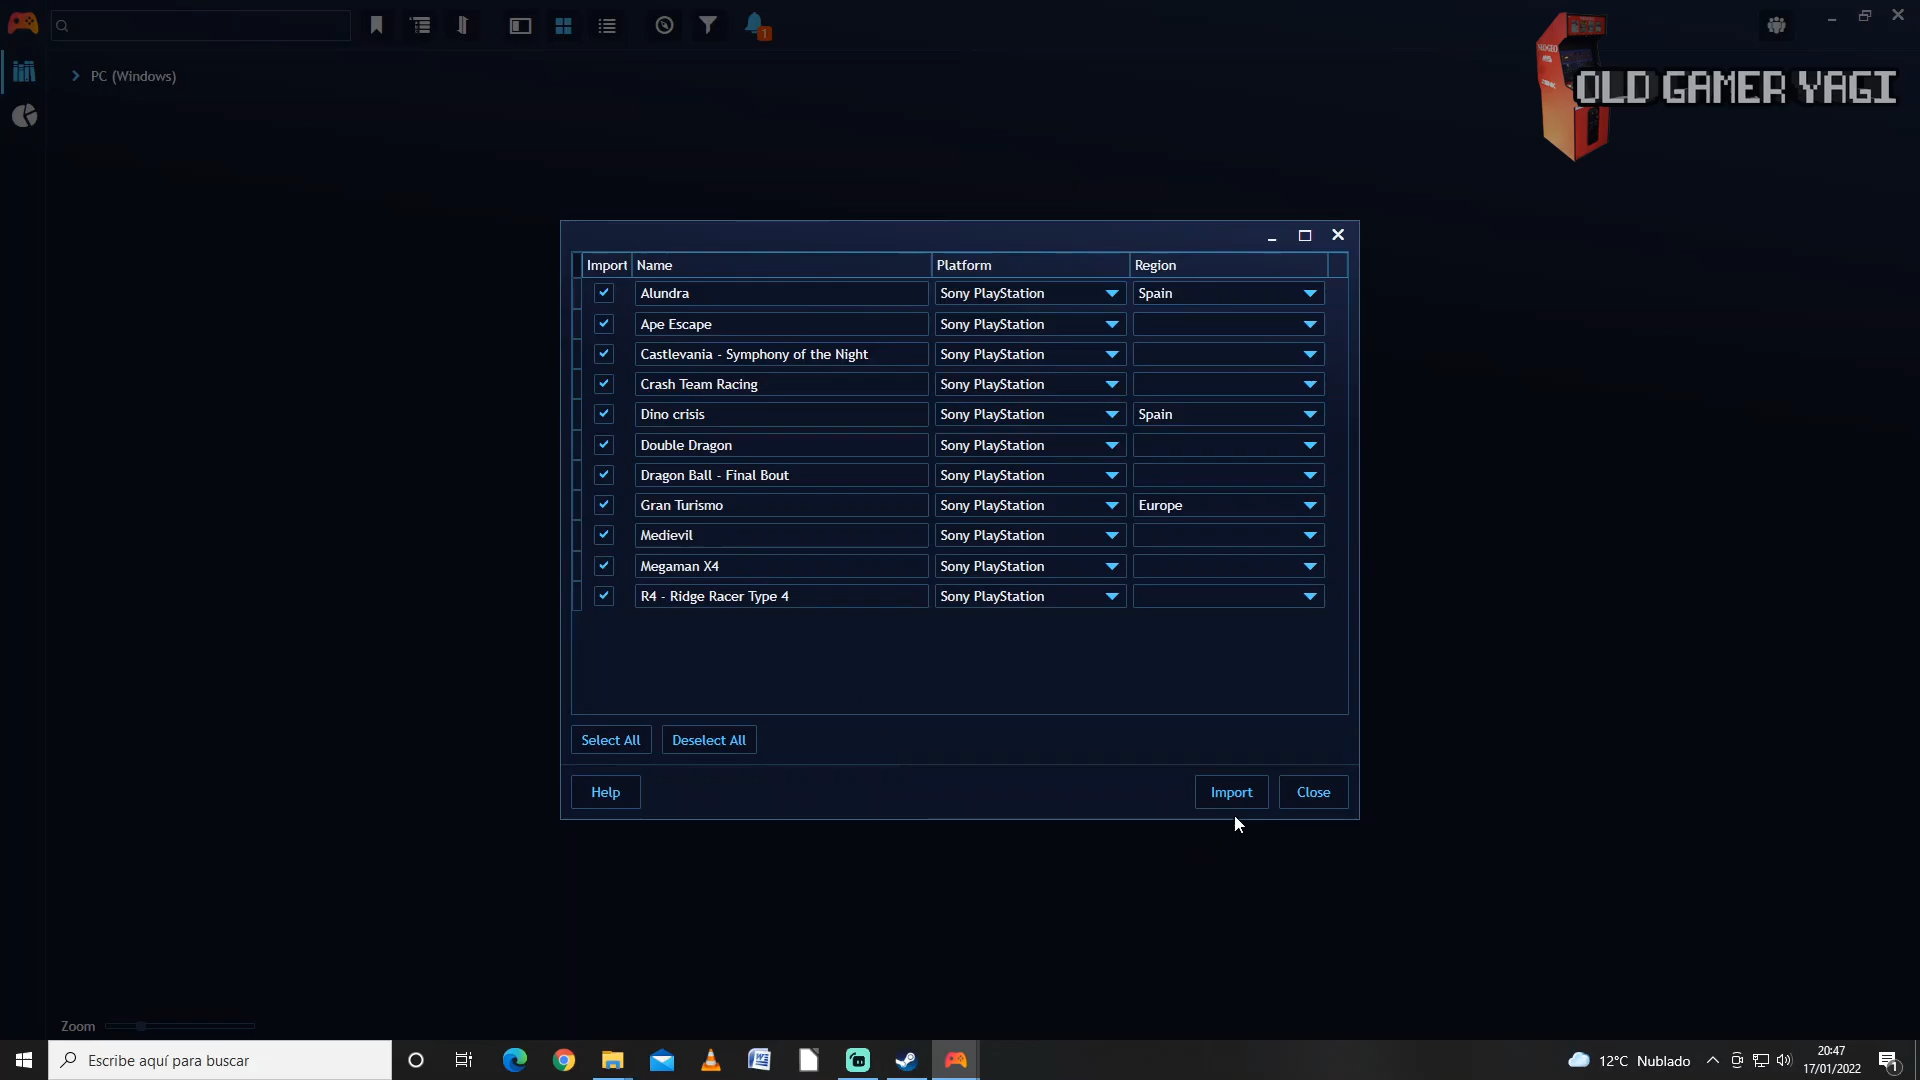 1
PC (Windows)
OLD GAMER YAGI
Import Name Platform Region
Alundra Sony PlayStation Spain
Ape Escape Sony PlayStation
Castlevania - Symphony of the Night Sony PlayStation
Crash Team Racing Sony PlayStation
Dino crisis Sony PlayStation Spain
Double Dragon Sony PlayStation
Dragon Ball - Final Bout Sony PlayStation
Gran Turismo Sony PlayStation Europe
Medievil Sony PlayStation
Megaman X4 Sony PlayStation
R4 - Ridge Racer Type 4 Sony PlayStation
Select All Deselect All
Help Import Close
Zoom
Escribe aquí para buscar
12°C Nublado
20:47
17/01/2022
1